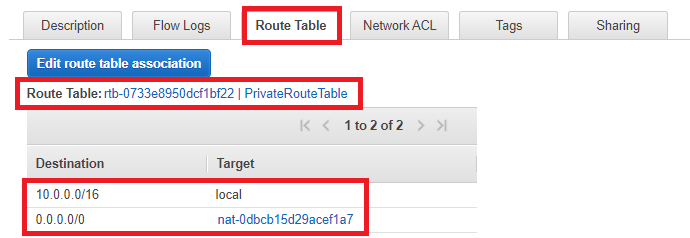 Description Flow Logs Route Table Network ACL Tags Sharing
Edit route table association
Route Table: rtb-0733e8950dcf1bf22 | PrivateRouteTable
1 to 2 of 2
Destination Target
10.0.0.0/16 local
0.0.0.0/0 nat-0dbcb15d29acef1a7